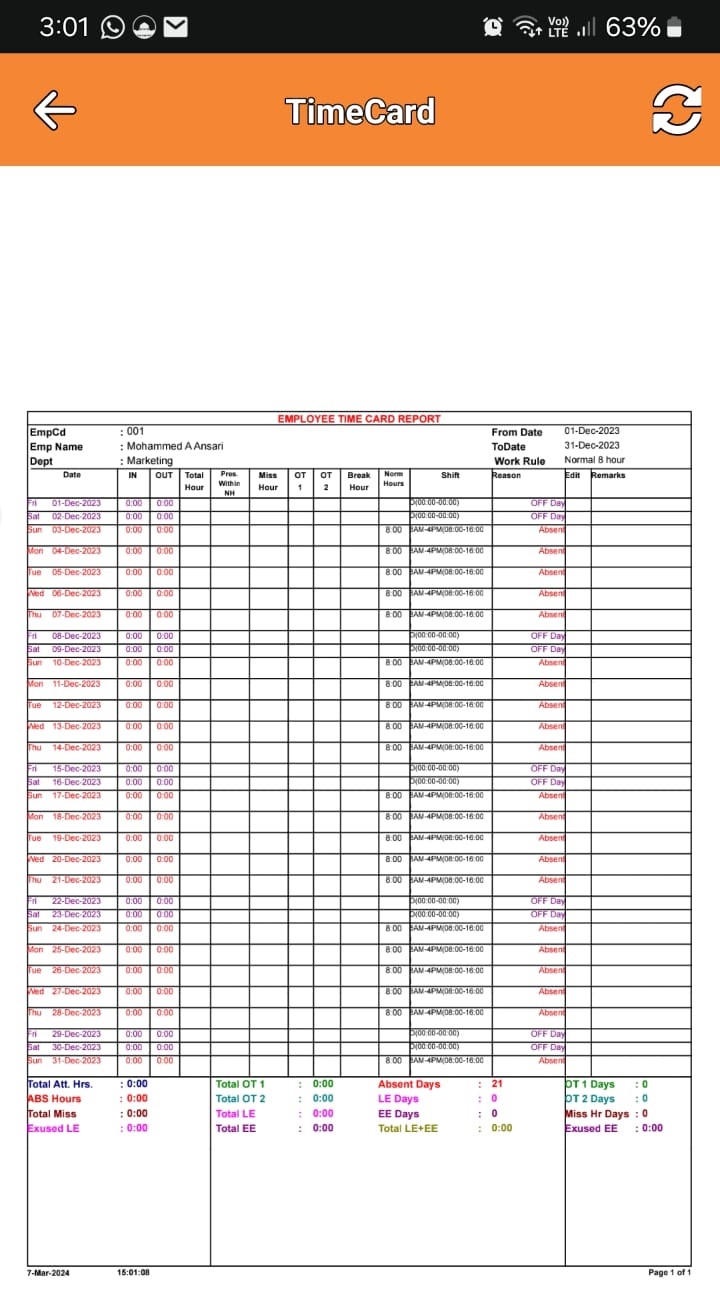 3:01 Vo)) LTE 63%
TimeCard
EMPLOYEE TIME CARD REPORT
EmpCd : 001 From Date 01-Dec-2023
Emp Name : Mohammed A Ansari ToDate 31-Dec-2023
Dept : Marketing Work Rule Normal 8 hour
Date IN OUT Total Hour Pres. Within NH Miss Hour OT 1 OT 2 Break Hour Norm Hours Shift Reason Edit Remarks
Fri 01-Dec-2023 0:00 0:00 O(00:00-00:00) OFF Day
Sat 02-Dec-2023 0:00 0:00 O(00:00-00:00) OFF Day
Sun 03-Dec-2023 0:00 0:00 8:00 8AM-4PM(08:00-16:00 Absent
Mon 04-Dec-2023 0:00 0:00 8:00 8AM-4PM(08:00-16:00 Absent
Tue 05-Dec-2023 0:00 0:00 8:00 8AM-4PM(08:00-16:00 Absent
Wed 06-Dec-2023 0:00 0:00 8:00 8AM-4PM(08:00-16:00 Absent
Thu 07-Dec-2023 0:00 0:00 8:00 8AM-4PM(08:00-16:00 Absent
Fri 08-Dec-2023 0:00 0:00 O(00:00-00:00) OFF Day
Sat 09-Dec-2023 0:00 0:00 O(00:00-00:00) OFF Day
Sun 10-Dec-2023 0:00 0:00 8:00 8AM-4PM(08:00-16:00 Absent
Mon 11-Dec-2023 0:00 0:00 8:00 8AM-4PM(08:00-16:00 Absent
Tue 12-Dec-2023 0:00 0:00 8:00 8AM-4PM(08:00-16:00 Absent
Wed 13-Dec-2023 0:00 0:00 8:00 8AM-4PM(08:00-16:00 Absent
Thu 14-Dec-2023 0:00 0:00 8:00 8AM-4PM(08:00-16:00 Absent
Fri 15-Dec-2023 0:00 0:00 O(00:00-00:00) OFF Day
Sat 16-Dec-2023 0:00 0:00 O(00:00-00:00) OFF Day
Sun 17-Dec-2023 0:00 0:00 8:00 8AM-4PM(08:00-16:00 Absent
Mon 18-Dec-2023 0:00 0:00 8:00 8AM-4PM(08:00-16:00 Absent
Tue 19-Dec-2023 0:00 0:00 8:00 8AM-4PM(08:00-16:00 Absent
Wed 20-Dec-2023 0:00 0:00 8:00 8AM-4PM(08:00-16:00 Absent
Thu 21-Dec-2023 0:00 0:00 8:00 8AM-4PM(08:00-16:00 Absent
Fri 22-Dec-2023 0:00 0:00 O(00:00-00:00) OFF Day
Sat 23-Dec-2023 0:00 0:00 O(00:00-00:00) OFF Day
Sun 24-Dec-2023 0:00 0:00 8:00 8AM-4PM(08:00-16:00 Absent
Mon 25-Dec-2023 0:00 0:00 8:00 8AM-4PM(08:00-16:00 Absent
Tue 26-Dec-2023 0:00 0:00 8:00 8AM-4PM(08:00-16:00 Absent
Wed 27-Dec-2023 0:00 0:00 8:00 8AM-4PM(08:00-16:00 Absent
Thu 28-Dec-2023 0:00 0:00 8:00 8AM-4PM(08:00-16:00 Absent
Fri 29-Dec-2023 0:00 0:00 O(00:00-00:00) OFF Day
Sat 30-Dec-2023 0:00 0:00 O(00:00-00:00) OFF Day
Sun 31-Dec-2023 0:00 0:00 8:00 8AM-4PM(08:00-16:00 Absent
Total Att. Hrs. : 0:00 Total OT 1 : 0:00 Absent Days : 21 OT 1 Days : 0
ABS Hours : 0:00 Total OT 2 : 0:00 LE Days : 0 OT 2 Days : 0
Total Miss : 0:00 Total LE : 0:00 EE Days : 0 Miss Hr Days : 0
Exused LE : 0:00 Total EE : 0:00 Total LE+EE : 0:00 Exused EE : 0:00
7-Mar-2024 15:01:08 Page 1 of 1